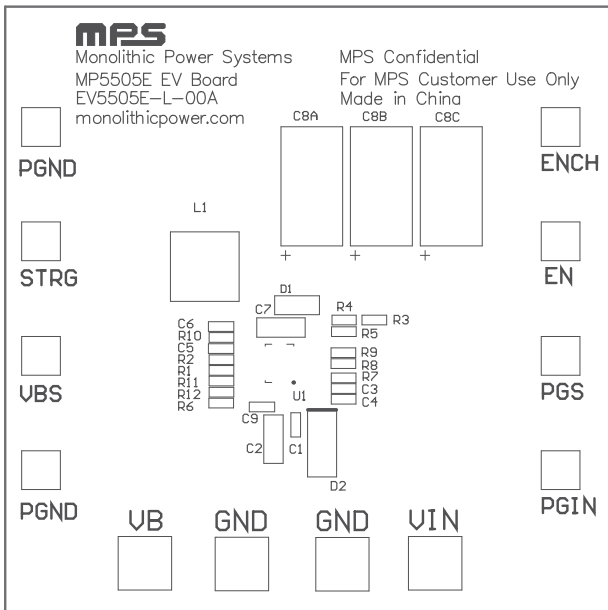 mps
Monolithic Power Systems
MP5505E EV Board
EV5505E-L-00A
monolithicpower.com
MPS Confidential
For MPS Customer Use Only
Made in China
C8A
C8B
C8C
PGND
ENCH
L1
STRG
EN
D1
C7
R4
R3
R5
C6
R10
C5
R2
R1
R11
R12
R6
R9
R8
R7
C3
C4
VBS
PGS
U1
C9
C2
C1
D2
PGND
PGIN
VB
GND
GND
VIN